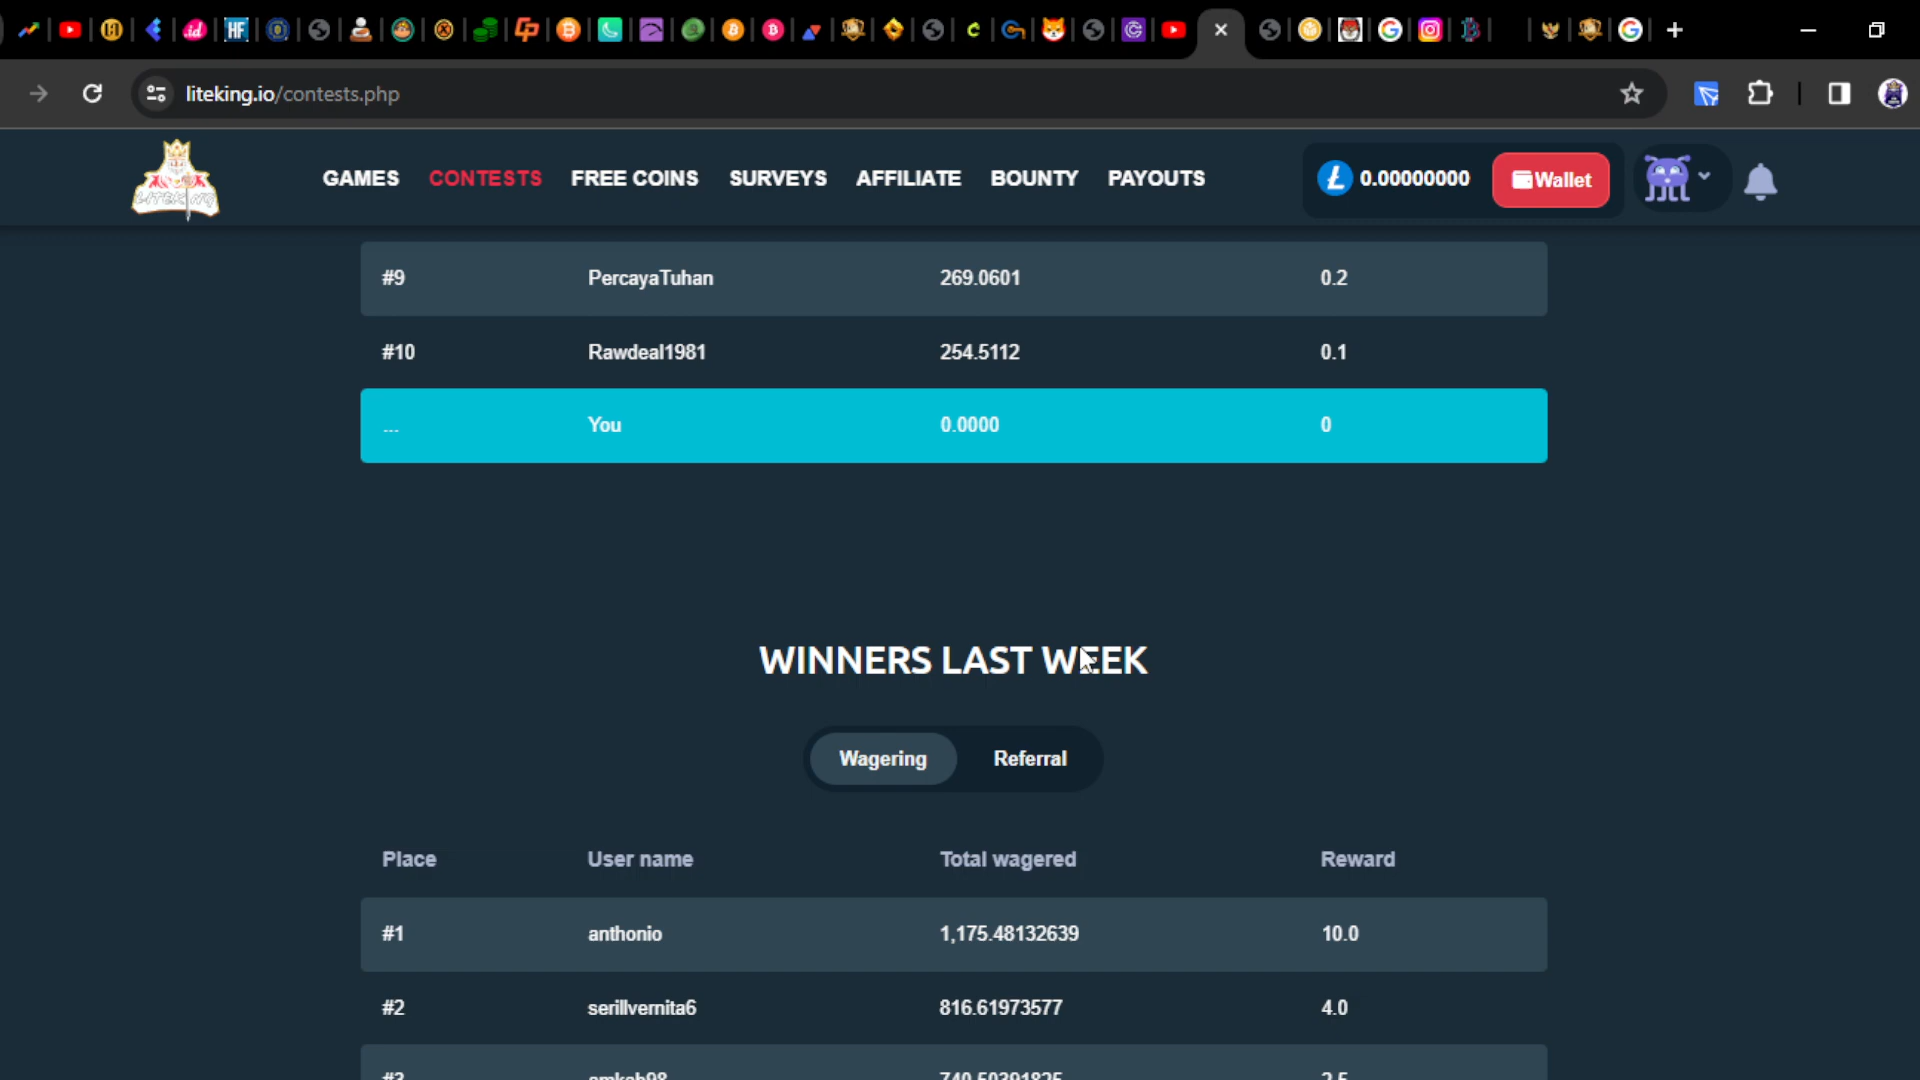 liteking.io/contests.php
LITEKING
GAMES CONTESTS FREE COINS SURVEYS AFFILIATE BOUNTY PAYOUTS 0.00000000 Wallet
#9 PercayaTuhan 269.0601 0.2
#10 Rawdeal1981 254.5112 0.1
... You 0.0000 0
WINNERS LAST WEEK
Wagering Referral
Place User name Total wagered Reward
#1 anthonio 1,175.48132639 10.0
#2 serillvernita6 816.61973577 4.0